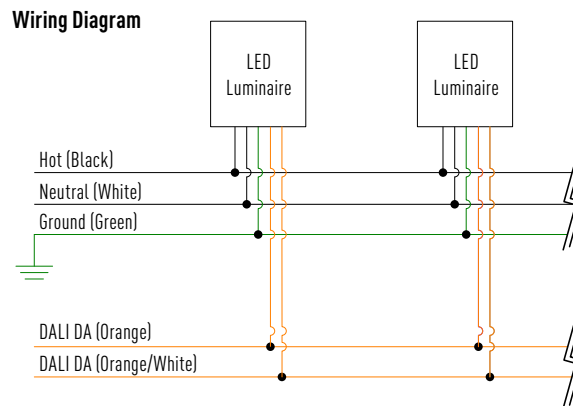 Wiring Diagram
LED
Luminaire
LED
Luminaire
Hot (Black)
Neutral (White)
Ground (Green)
DALI DA (Orange)
DALI DA (Orange/White)